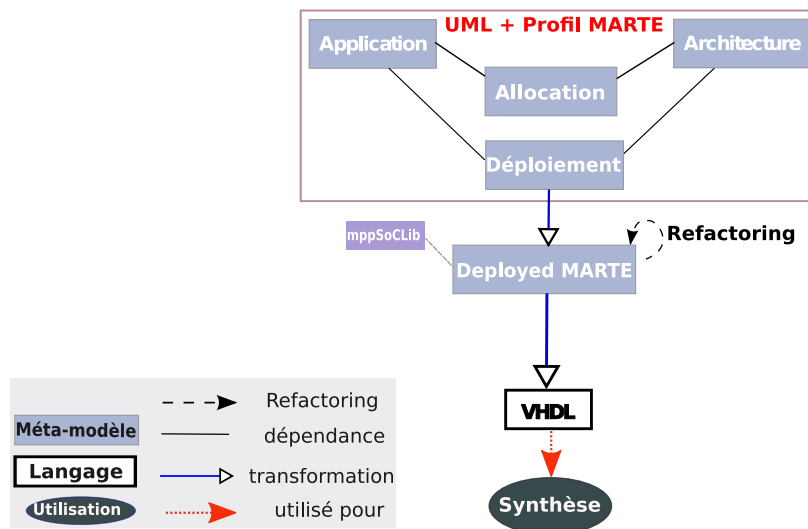 UML + Profil MARTE
Application
Architecture
Allocation
Déploiement
mppSoCLib
Refactoring
Deployed MARTE
VHDL
Synthèse
Refactoring
Méta-modèle
dépendance
Langage
transformation
Utilisation
utilisé pour